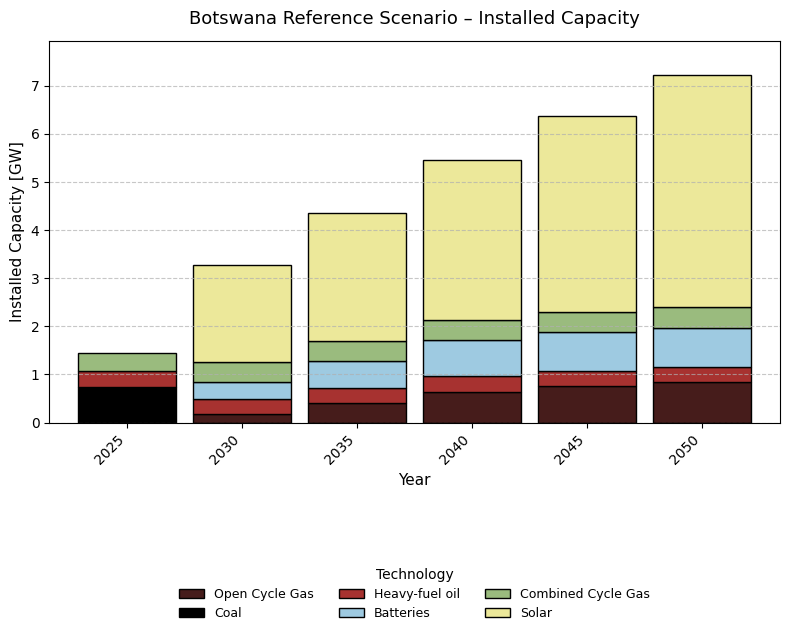 Botswana Reference Scenario – Installed Capacity
Installed Capacity [GW]
7
6
5
4
3
2
1
0
2025
2030
2035
2040
2045
2050
Year
Technology
Open Cycle Gas
Heavy-fuel oil
Combined Cycle Gas
Coal
Batteries
Solar